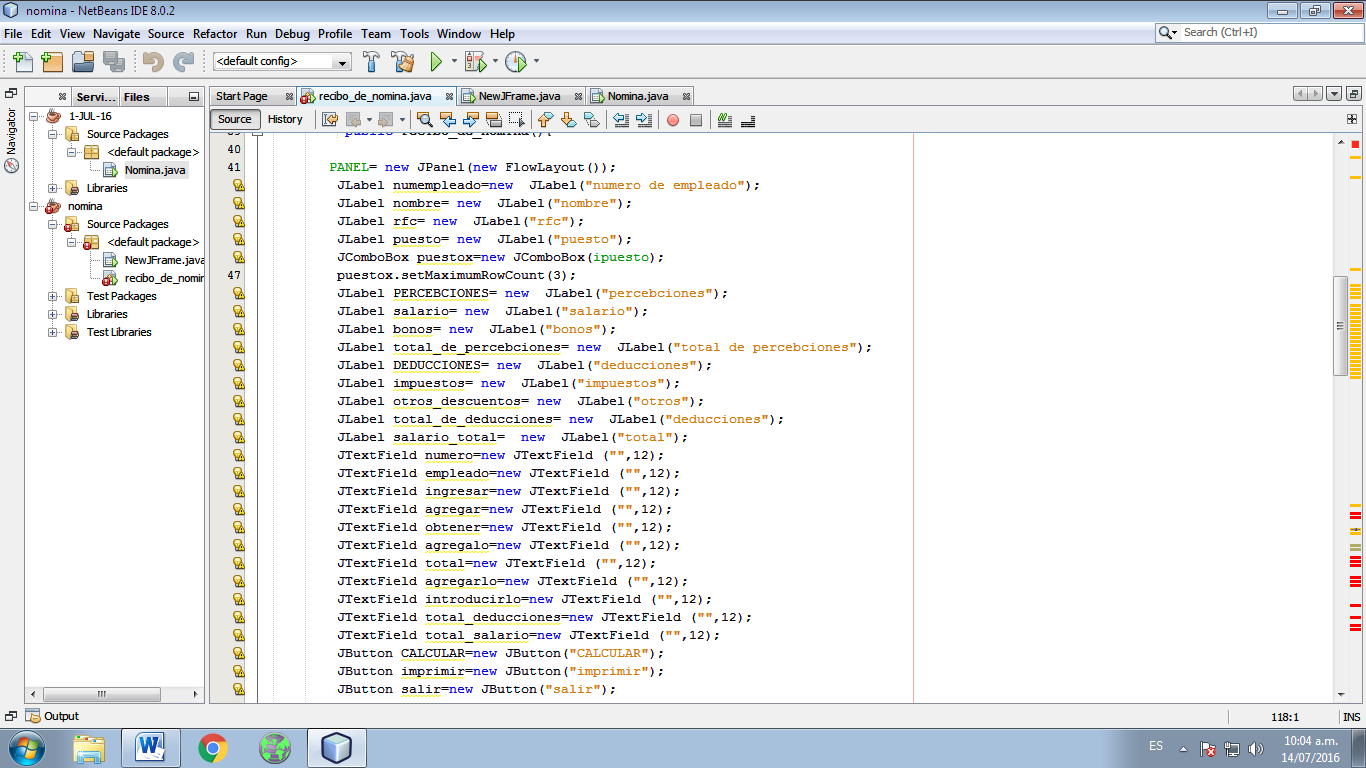 nomina - NetBeans IDE 8.0.2
File Edit View Navigate Source Refactor Run Debug Profile Team Tools Window Help
Search (Ctrl+I)
<default config>
Servi... Files
Start Page recibo_de_nomina.java NewJFrame.java Nomina.java
Navigator
1-JUL-16
Source Packages
<default package>
Nomina.java
Libraries
nomina
Source Packages
<default package>
NewJFrame.java
recibo_de_nomin
Test Packages
Libraries
Test Libraries
Source History
public recibo_de_nomina(){
40
41 PANEL= new JPanel(new FlowLayout());
JLabel numempleado=new  JLabel("numero de empleado");
JLabel nombre= new  JLabel("nombre");
JLabel rfc= new  JLabel("rfc");
JLabel puesto= new  JLabel("puesto");
JComboBox puestox=new JComboBox(ipuesto);
47 puestox.setMaximumRowCount(3);
JLabel PERCEBCIONES= new  JLabel("percebciones");
JLabel salario= new  JLabel("salario");
JLabel bonos= new  JLabel("bonos");
JLabel total_de_percebciones= new  JLabel("total de percebciones");
JLabel DEDUCCIONES= new  JLabel("deducciones");
JLabel impuestos= new  JLabel("impuestos");
JLabel otros_descuentos= new  JLabel("otros");
JLabel total_de_deducciones= new  JLabel("deducciones");
JLabel salario_total=  new  JLabel("total");
JTextField numero=new JTextField ("",12);
JTextField empleado=new JTextField ("",12);
JTextField ingresar=new JTextField ("",12);
JTextField agregar=new JTextField ("",12);
JTextField obtener=new JTextField ("",12);
JTextField agregalo=new JTextField ("",12);
JTextField total=new JTextField ("",12);
JTextField agregarlo=new JTextField ("",12);
JTextField introducirlo=new JTextField ("",12);
JTextField total_deducciones=new JTextField ("",12);
JTextField total_salario=new JTextField ("",12);
JButton CALCULAR=new JButton("CALCULAR");
JButton imprimir=new JButton("imprimir");
JButton salir=new JButton("salir");
Output
118:1 INS
ES
10:04 a.m.
14/07/2016